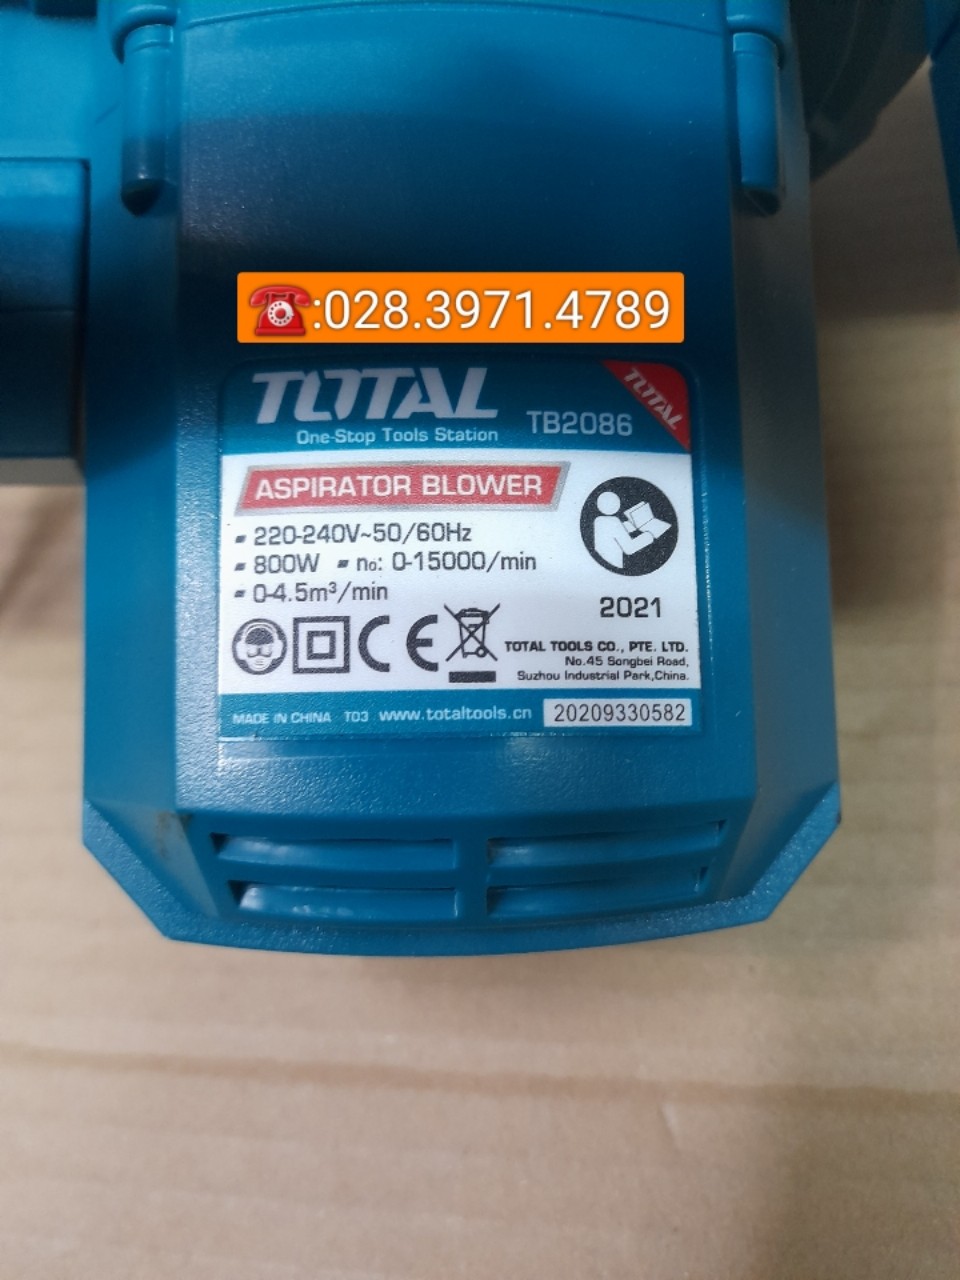 ☎:028.3971.4789
TOTAL
One-Stop Tools Station
TB2086
TOTAL
ASPIRATOR BLOWER
▪ 220-240V~50/60Hz
▪ 800W ▪ n₀: 0-15000/min
▪ 0-4.5m³/min
2021
CE
TOTAL TOOLS CO., PTE. LTD.
No.45 Songbei Road,
Suzhou Industrial Park,China.
MADE IN CHINA T03 www.totaltools.cn 20209330582